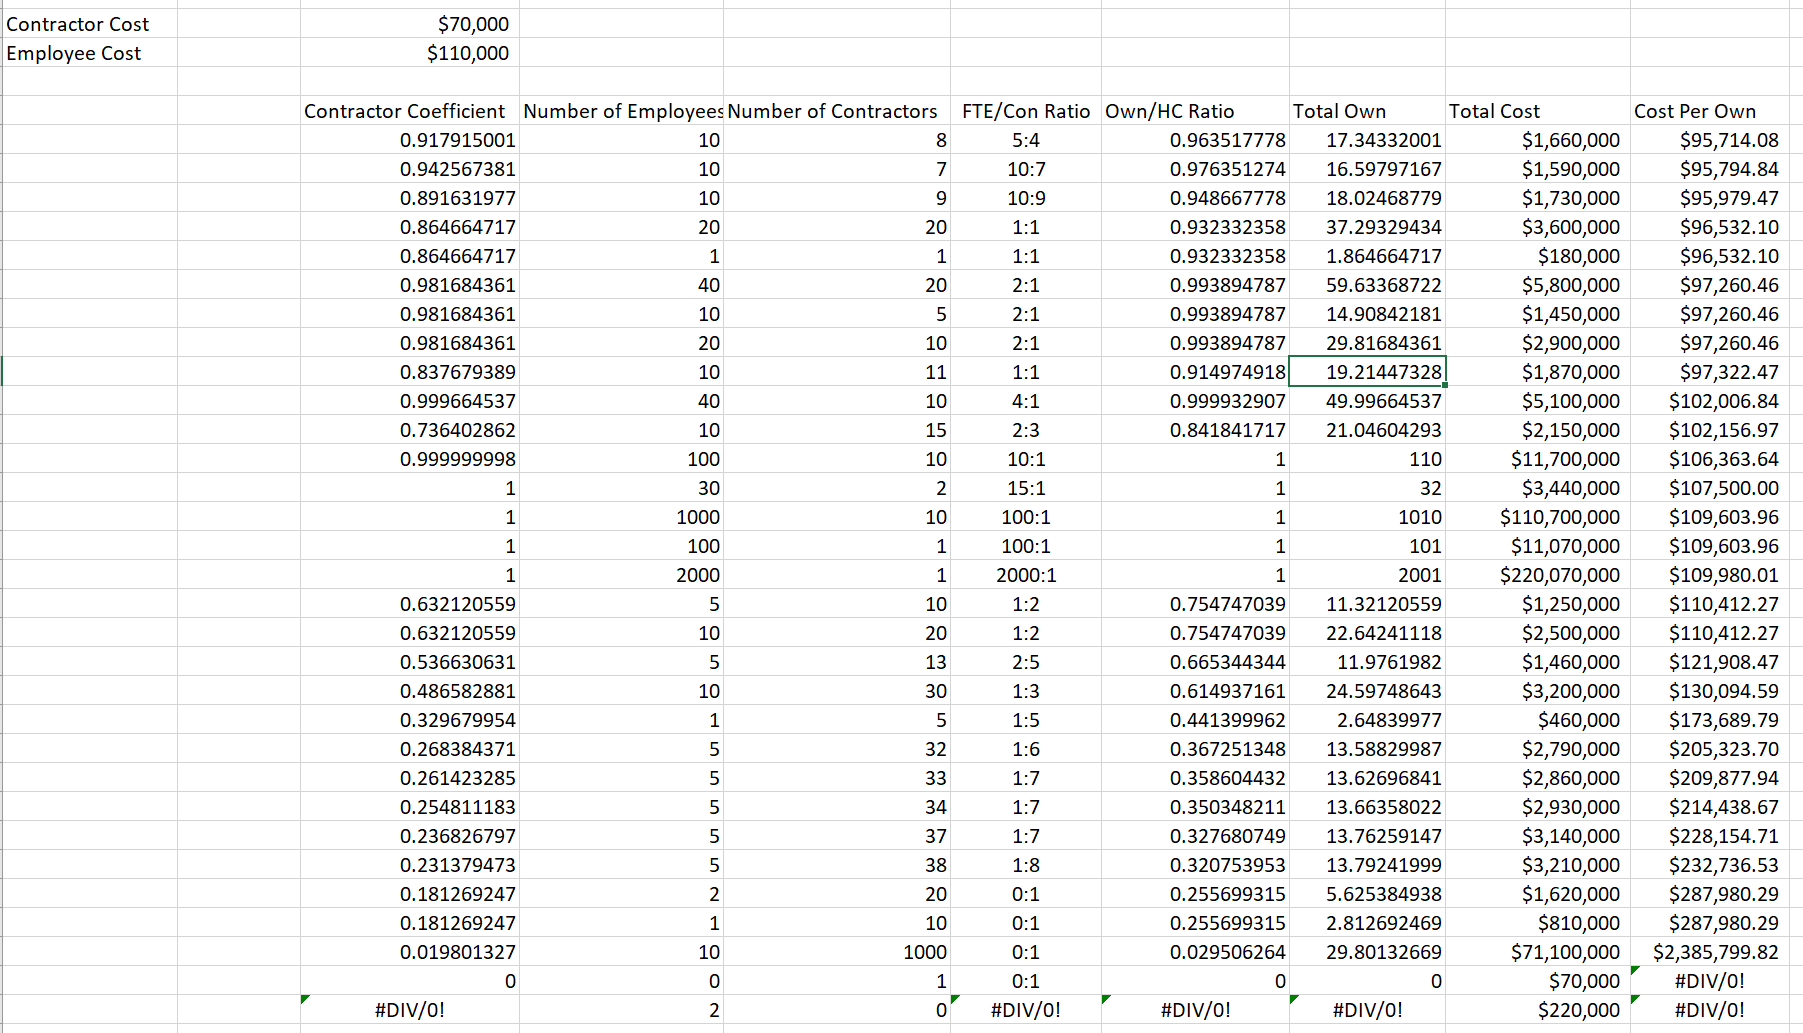 Contractor Cost $70,000
Employee Cost $110,000
Contractor Coefficient Number of Employees Number of Contractors FTE/Con Ratio Own/HC Ratio Total Own Total Cost Cost Per Own
0.917915001 10 8 5:4 0.963517778 17.34332001 $1,660,000 $95,714.08
0.942567381 10 7 10:7 0.976351274 16.59797167 $1,590,000 $95,794.84
0.891631977 10 9 10:9 0.948667778 18.02468779 $1,730,000 $95,979.47
0.864664717 20 20 1:1 0.932332358 37.29329434 $3,600,000 $96,532.10
0.864664717 1 1 1:1 0.932332358 1.864664717 $180,000 $96,532.10
0.981684361 40 20 2:1 0.993894787 59.63368722 $5,800,000 $97,260.46
0.981684361 10 5 2:1 0.993894787 14.90842181 $1,450,000 $97,260.46
0.981684361 20 10 2:1 0.993894787 29.81684361 $2,900,000 $97,260.46
0.837679389 10 11 1:1 0.914974918 19.21447328 $1,870,000 $97,322.47
0.999664537 40 10 4:1 0.999932907 49.99664537 $5,100,000 $102,006.84
0.736402862 10 15 2:3 0.841841717 21.04604293 $2,150,000 $102,156.97
0.999999998 100 10 10:1 1 110 $11,700,000 $106,363.64
1 30 2 15:1 1 32 $3,440,000 $107,500.00
1 1000 10 100:1 1 1010 $110,700,000 $109,603.96
1 100 1 100:1 1 101 $11,070,000 $109,603.96
1 2000 1 2000:1 1 2001 $220,070,000 $109,980.01
0.632120559 5 10 1:2 0.754747039 11.32120559 $1,250,000 $110,412.27
0.632120559 10 20 1:2 0.754747039 22.64241118 $2,500,000 $110,412.27
0.536630631 5 13 2:5 0.665344344 11.9761982 $1,460,000 $121,908.47
0.486582881 10 30 1:3 0.614937161 24.59748643 $3,200,000 $130,094.59
0.329679954 1 5 1:5 0.441399962 2.64839977 $460,000 $173,689.79
0.268384371 5 32 1:6 0.367251348 13.58829987 $2,790,000 $205,323.70
0.261423285 5 33 1:7 0.358604432 13.62696841 $2,860,000 $209,877.94
0.254811183 5 34 1:7 0.350348211 13.66358022 $2,930,000 $214,438.67
0.236826797 5 37 1:7 0.327680749 13.76259147 $3,140,000 $228,154.71
0.231379473 5 38 1:8 0.320753953 13.79241999 $3,210,000 $232,736.53
0.181269247 2 20 0:1 0.255699315 5.625384938 $1,620,000 $287,980.29
0.181269247 1 10 0:1 0.255699315 2.812692469 $810,000 $287,980.29
0.019801327 10 1000 0:1 0.029506264 29.80132669 $71,100,000 $2,385,799.82
0 0 1 0:1 0 0 $70,000 #DIV/0!
#DIV/0! 2 0 #DIV/0! #DIV/0! #DIV/0! $220,000 #DIV/0!